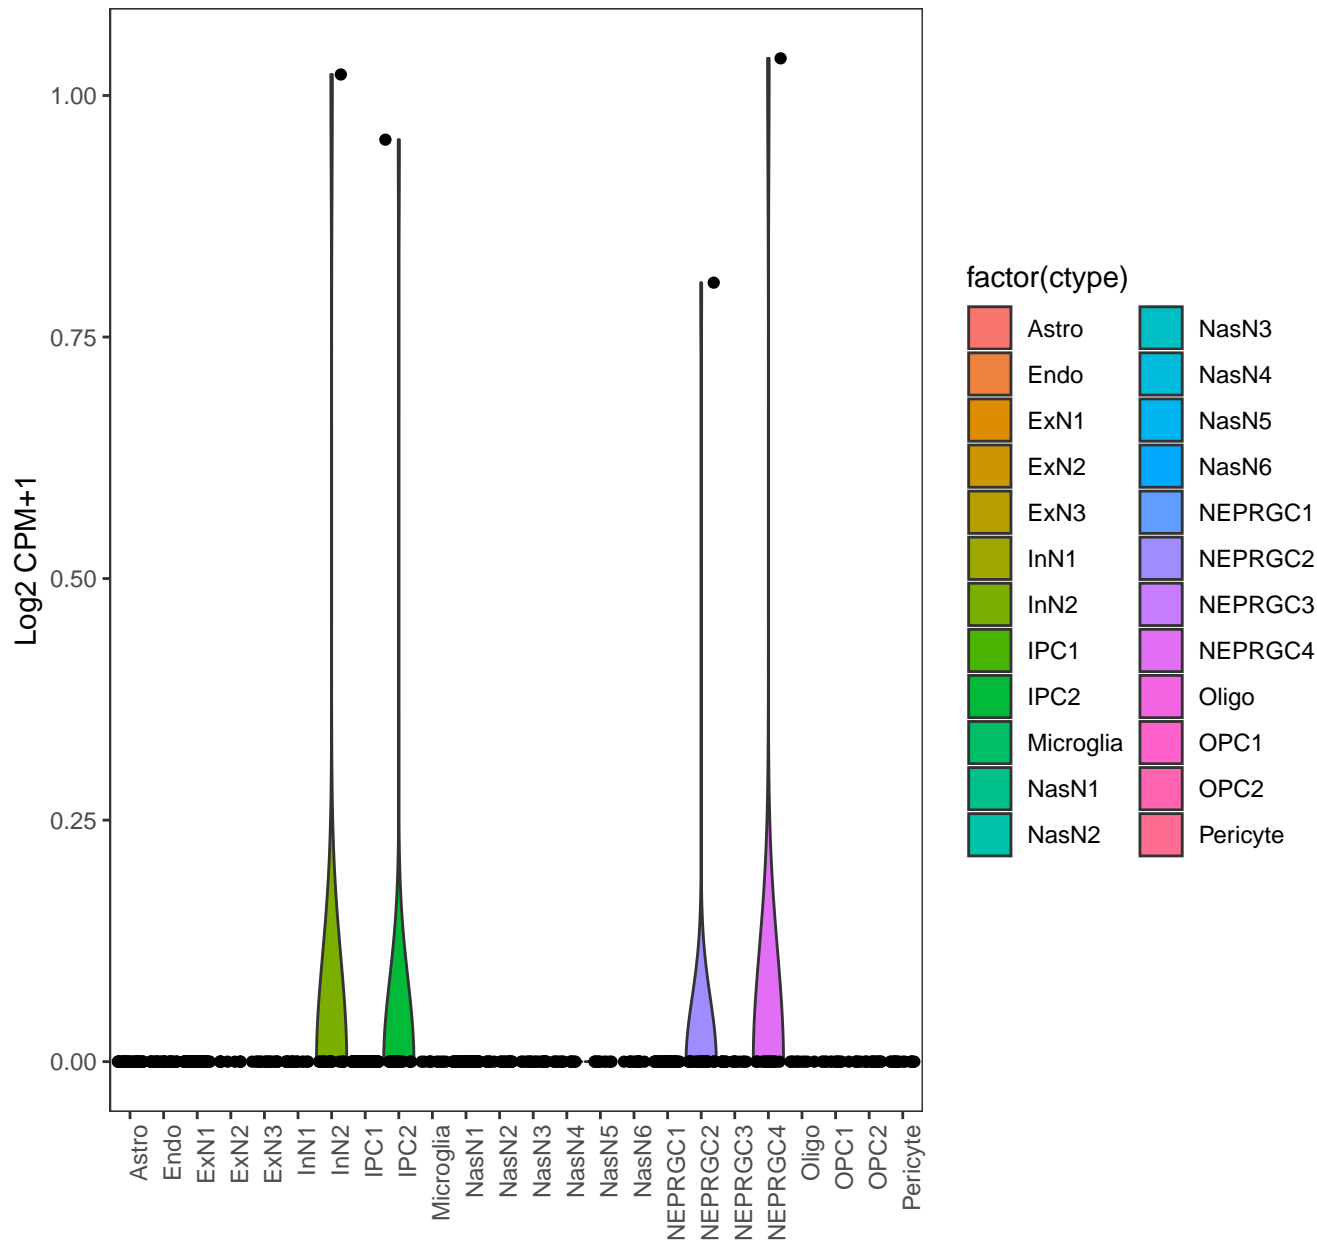 Log2 CPM+1
1.00
0.75
0.50
0.25
0.00
Astro
Endo
ExN1
ExN2
ExN3
InN1
InN2
IPC1
IPC2
Microglia
NasN1
NasN2
NasN3
NasN4
NasN5
NasN6
NEPRGC1
NEPRGC2
NEPRGC3
NEPRGC4
Oligo
OPC1
OPC2
Pericyte
factor(ctype)
Astro
Endo
ExN1
ExN2
ExN3
InN1
InN2
IPC1
IPC2
Microglia
NasN1
NasN2
NasN3
NasN4
NasN5
NasN6
NEPRGC1
NEPRGC2
NEPRGC3
NEPRGC4
Oligo
OPC1
OPC2
Pericyte